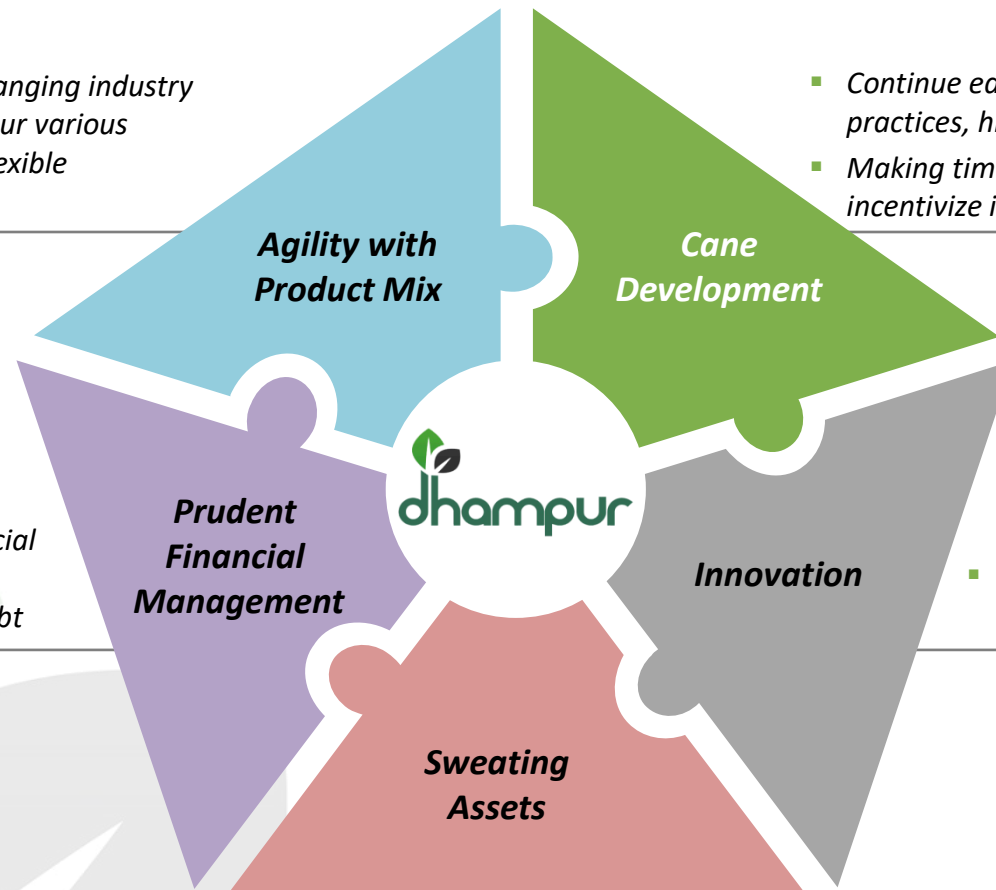 anging industry
ur various
exible
▪ Continue ea
practices, h
▪ Making tim
incentivize i
Agility with
Product Mix
Cane
Development
dhampur
Prudent
Financial
Management
cial
bt
Innovation
▪
Sweating
Assets